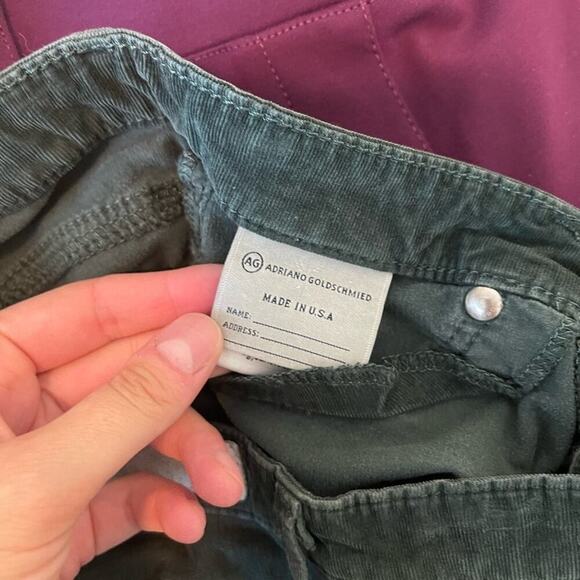 AG ADRIANO GOLDSCHMIED
MADE IN U.S.A
NAME:
ADDRESS: